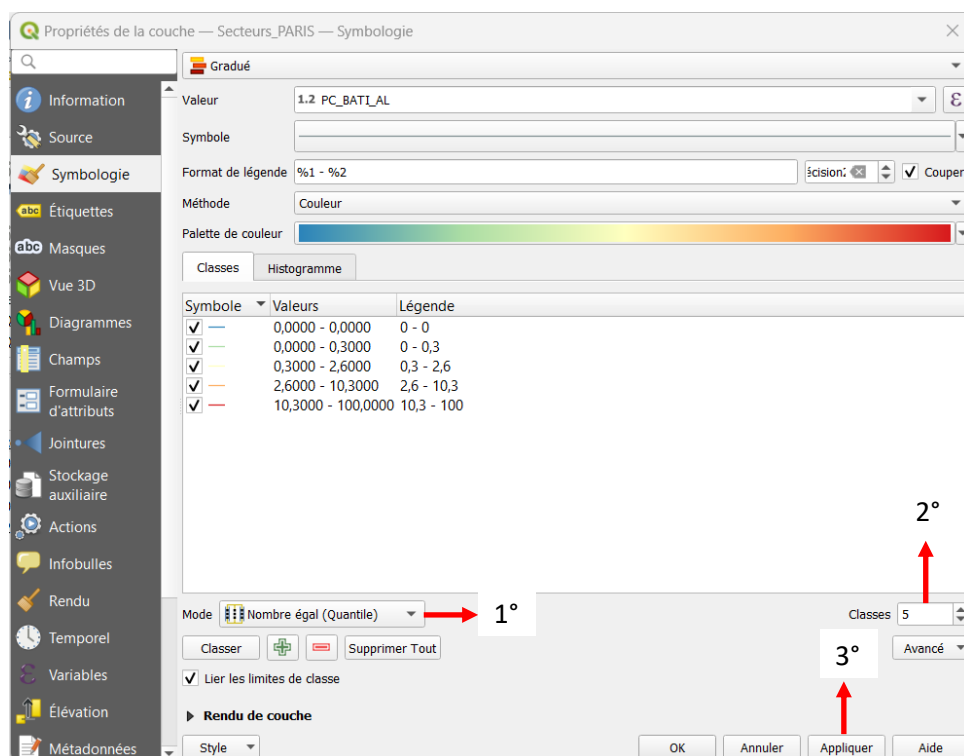 Propriétés de la couche — Secteurs_PARIS — Symbologie
Information
Source
Symbologie
abc Étiquettes
abc Masques
Vue 3D
Diagrammes
Champs
Formulaire
d'attributs
Jointures
Stockage
auxiliaire
Actions
Infobulles
Rendu
Temporel
Variables
Élévation
Métadonnées
Gradué
Valeur 1.2 PC_BATI_AL ε
Symbole
Format de légende %1 - %2 Couper
Méthode Couleur
Palette de couleur
Classes Histogramme
Symbole Valeurs Légende
0,0000 - 0,0000 0 - 0
0,0000 - 0,3000 0 - 0,3
0,3000 - 2,6000 0,3 - 2,6
2,6000 - 10,3000 2,6 - 10,3
10,3000 - 100,0000 10,3 - 100
2°
Mode Nombre égal (Quantile) 1° Classes 5
Classer Supprimer Tout 3° Avancé
Lier les limites de classe
Rendu de couche
Style OK Annuler Appliquer Aide